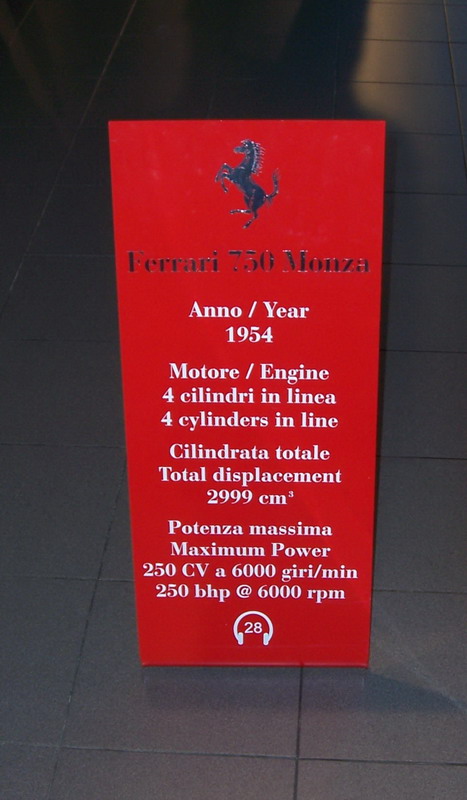 Ferrari 750 Monza
Anno / Year
1954
Motore / Engine
4 cilindri in linea
4 cylinders in line
Cilindrata totale
Total displacement
2999 cm³
Potenza massima
Maximum Power
250 CV a 6000 giri/min
250 bhp @ 6000 rpm
28